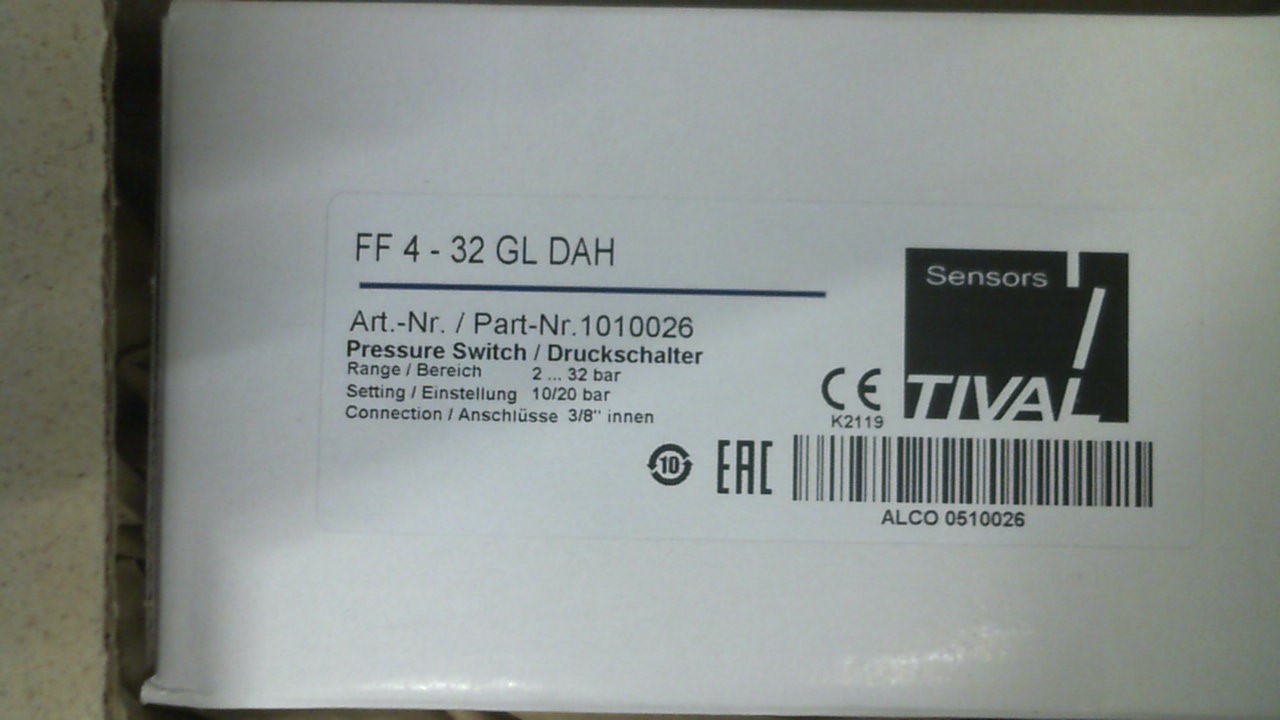 FF 4 - 32 GL DAH
Art.-Nr. / Part-Nr.1010026
Pressure Switch / Druckschalter
Range / Bereich 2 ... 32 bar
Setting / Einstellung 10/20 bar
Connection / Anschlüsse 3/8" innen
Sensors
TIVAL
CE
K2119
10
EAC
ALCO 0510026